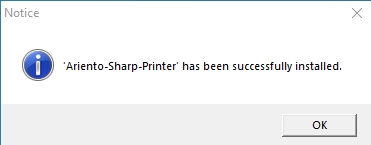 Notice
'Ariento-Sharp-Printer' has been successfully installed.
OK